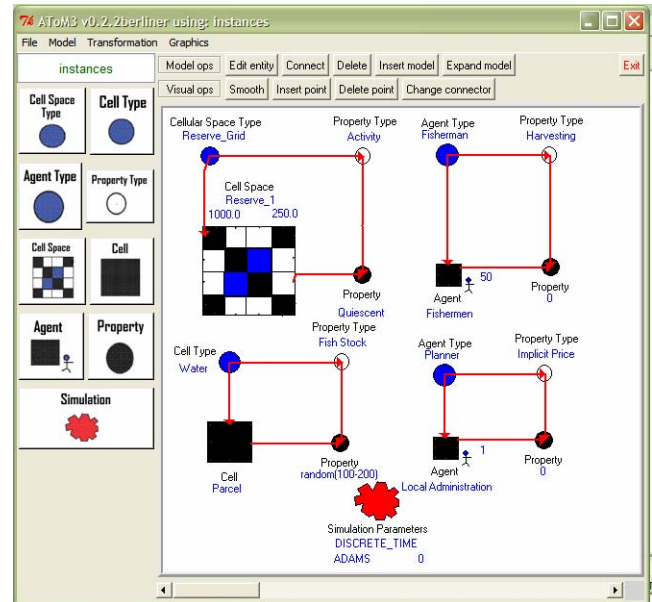 AToM3 v0.2.2berliner using: instances
File Model Transformation Graphics
instances
Model ops Edit entity Connect Delete Insert model Expand model Exit
Visual ops Smooth Insert point Delete point Change connector
Cell Space
Type
Cell Type
Agent Type
Property Type
Cell Space
Cell
Agent
Property
Simulation
Cellular Space Type
Reserve_Grid
Property Type
Activity
Cell Space
Reserve_1
1000.0 250.0
Property
Quiescent
Agent Type
Fisherman
Property Type
Harvesting
50
Agent
Fishermen
Property
0
Cell Type
Water
Property Type
Fish Stock
Cell
Parcel
Property
random(100-200)
Agent Type
Planner
Property Type
Implicit Price
1
Agent
Local Administration
Property
0
Simulation Parameters
DISCRETE_TIME
ADAMS 0